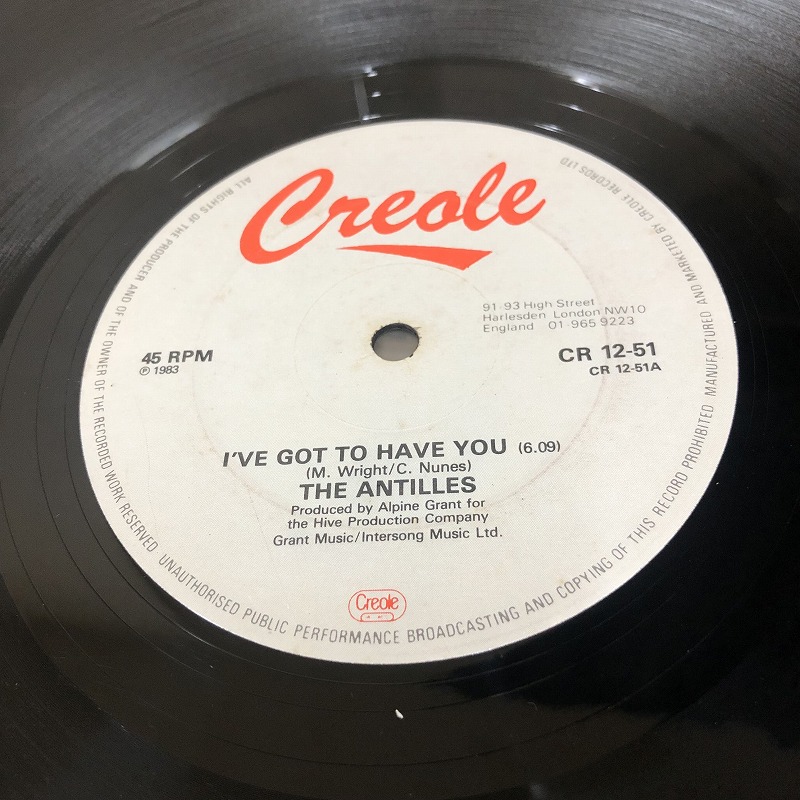 Creole
91-93 High Street
Harlesden London NW10
England 01-965 9223
45 RPM
℗ 1983
CR 12-51
CR 12-51A
I'VE GOT TO HAVE YOU (6.09)
(M. Wright/C. Nunes)
THE ANTILLES
Produced by Alpine Grant for
the Hive Production Company
Grant Music/Intersong Music Ltd.
Creole
ALL RIGHTS OF THE PRODUCER AND OF THE OWNER OF THE RECORDED WORK RESERVED UNAUTHORISED PUBLIC PERFORMANCE BROADCASTING AND COPYING OF THIS RECORD PROHIBITED MANUFACTURED AND MARKETED BY CREOLE RECORDS LTD